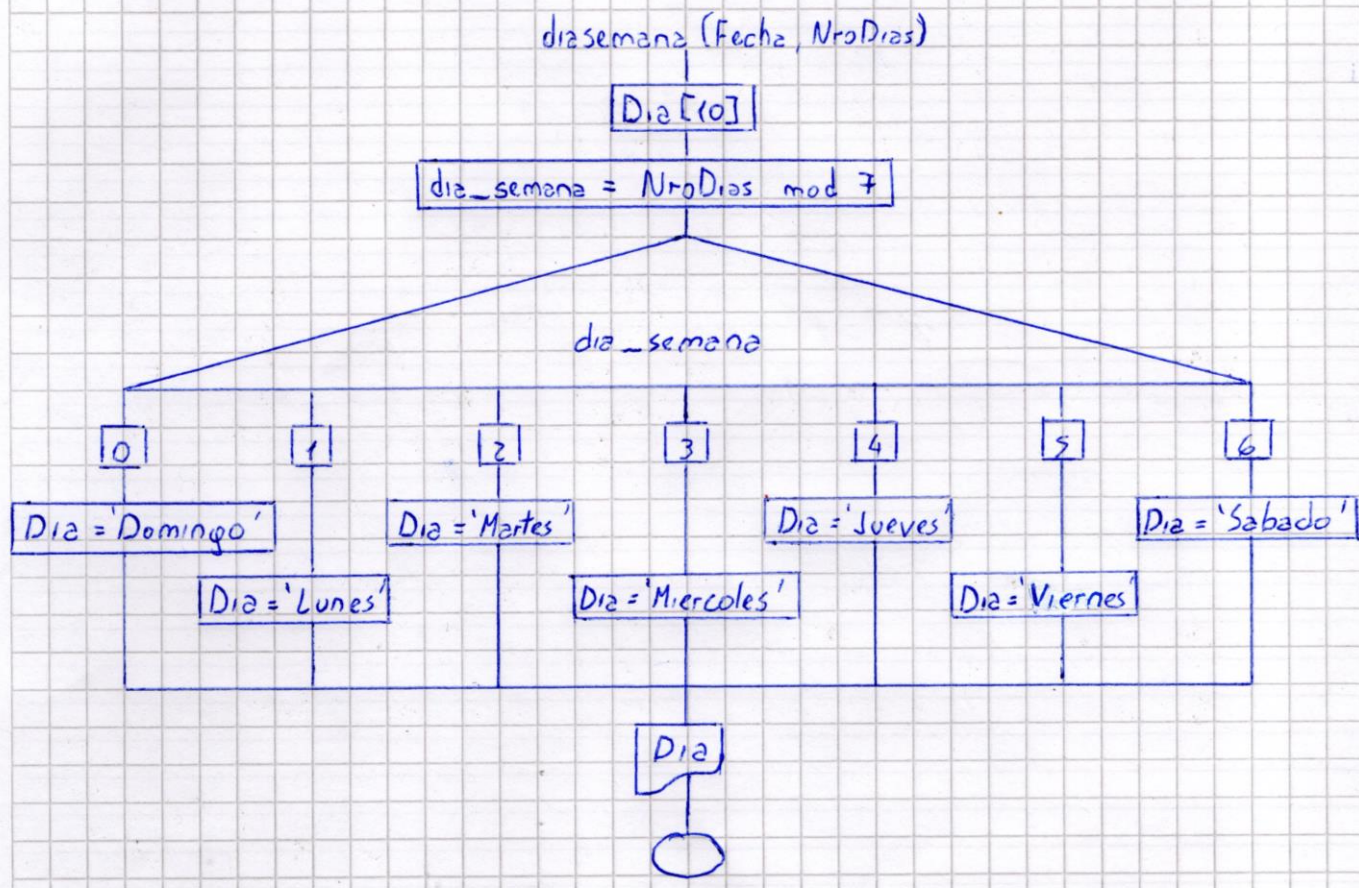 diasemana (Fecha, NroDias)
Dia [10]
dia_semana = NroDias mod 7
dia_semana
0 1 2 3 4 5 6
Dia = 'Domingo' Dia = 'Martes' Dia = 'Jueves' Dia = 'Sabado'
Dia = 'Lunes' Dia = 'Miercoles' Dia = 'Viernes'
Dia